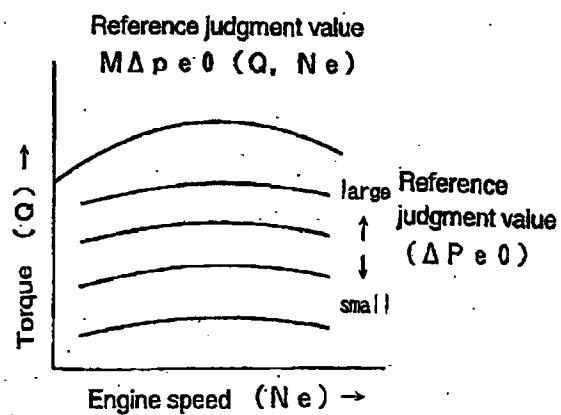 Reference judgment value
MΔpe0 (Q, Ne)
Torque (Q) →
large
↑
↓
small
Reference
judgment value
(ΔPe0)
Engine speed (Ne) →